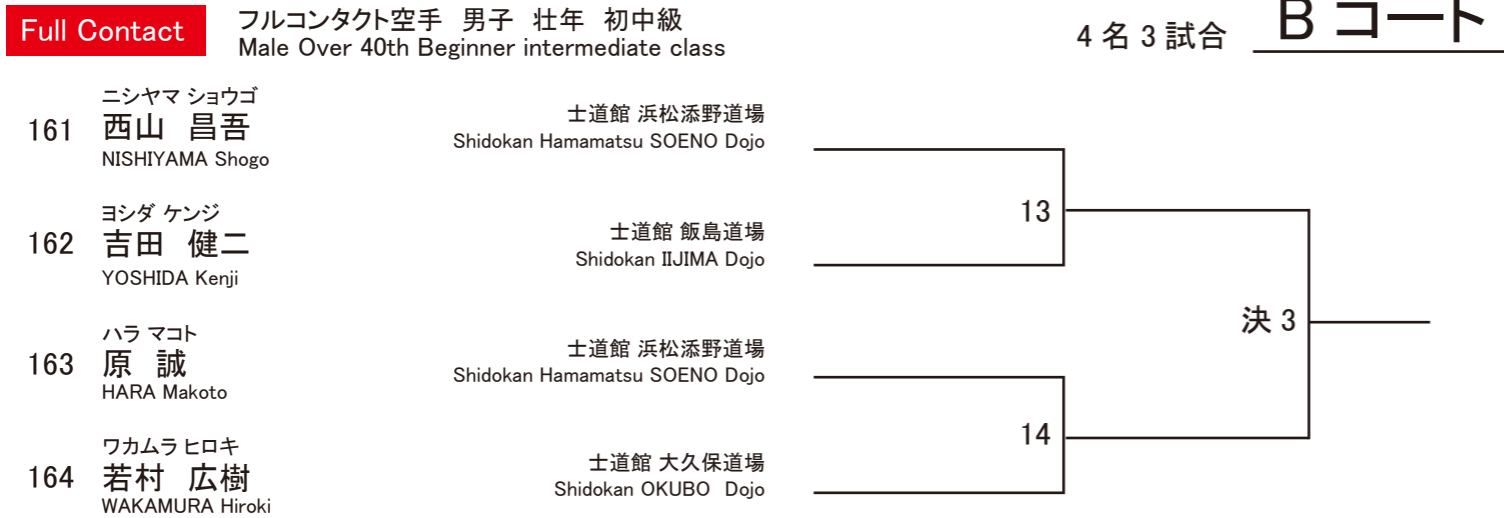 Full Contact
フルコンタクト空手 男子 壮年 初中級
Male Over 40th Beginner intermediate class
4 名 3 試合
B コート
ニシヤマ ショウゴ
161 西山 昌吾
NISHIYAMA Shogo
士道館 浜松添野道場
Shidokan Hamamatsu SOENO Dojo
ヨシダ ケンジ
162 吉田 健二
YOSHIDA Kenji
士道館 飯島道場
Shidokan IIJIMA Dojo
13
ハラ マコト
163 原 誠
HARA Makoto
士道館 浜松添野道場
Shidokan Hamamatsu SOENO Dojo
ワカムラ ヒロキ
164 若村 広樹
WAKAMURA Hiroki
士道館 大久保道場
Shidokan OKUBO Dojo
14
決 3